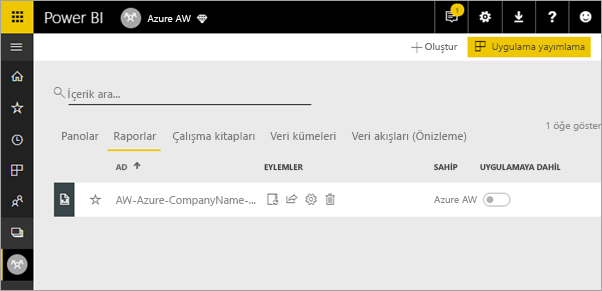 Power BI Azure AW 1
+ Oluştur Uygulama yayımlama
İçerik ara...
1 öğe göster
Panolar Raporlar Çalışma kitapları Veri kümeleri Veri akışları (Önizleme)
AD EYLEMLER SAHİP UYGULAMAYA DAHİL
AW-Azure-CompanyName-... Azure AW